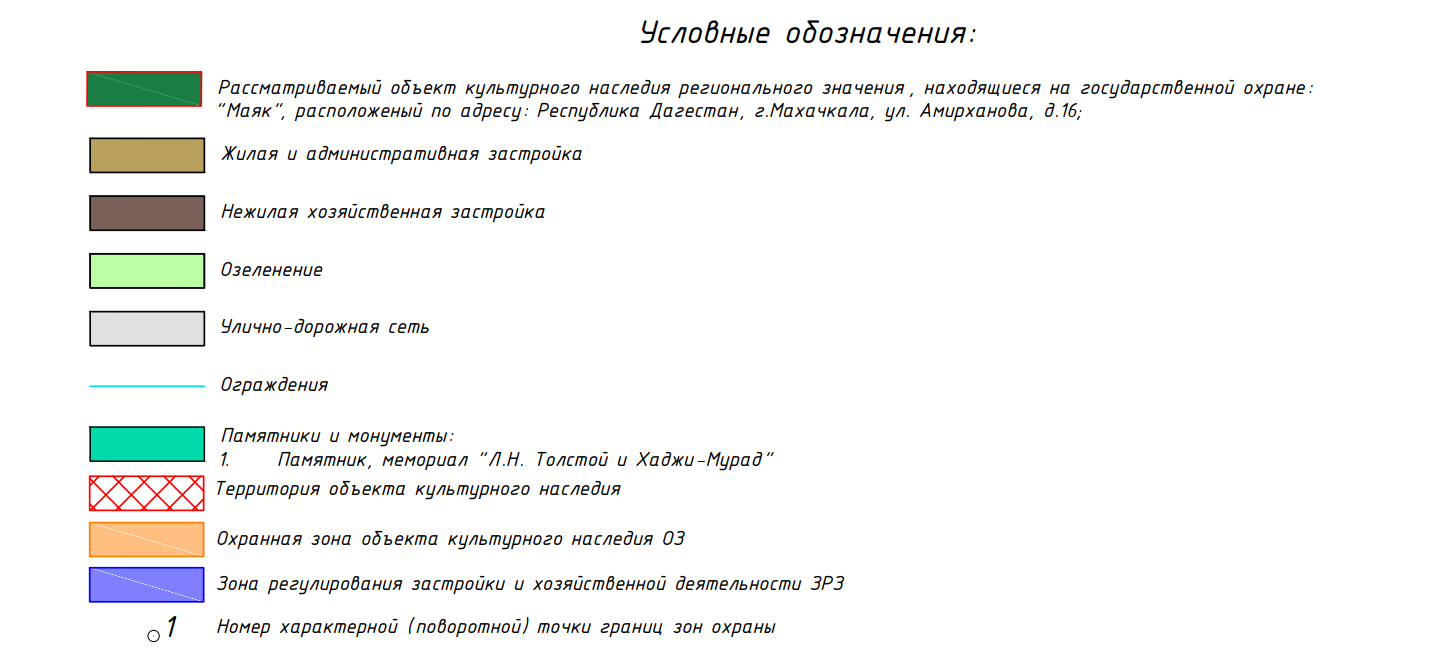 Условные обозначения:
Рассматриваемый объект культурного наследия регионального значения, находящиеся на государственной охране:
"Маяк", расположеный по адресу: Республика Дагестан, г.Махачкала, ул. Амирханова, д.16;
Жилая и административная застройка
Нежилая хозяйственная застройка
Озеленение
Улично-дорожная сеть
Ограждения
Памятники и монументы:
1. Памятник, мемориал "Л.Н. Толстой и Хаджи-Мурад"
Территория объекта культурного наследия
Охранная зона объекта культурного наследия ОЗ
Зона регулирования застройки и хозяйственной деятельности ЗРЗ
1 Номер характерной (поворотной) точки границ зон охраны